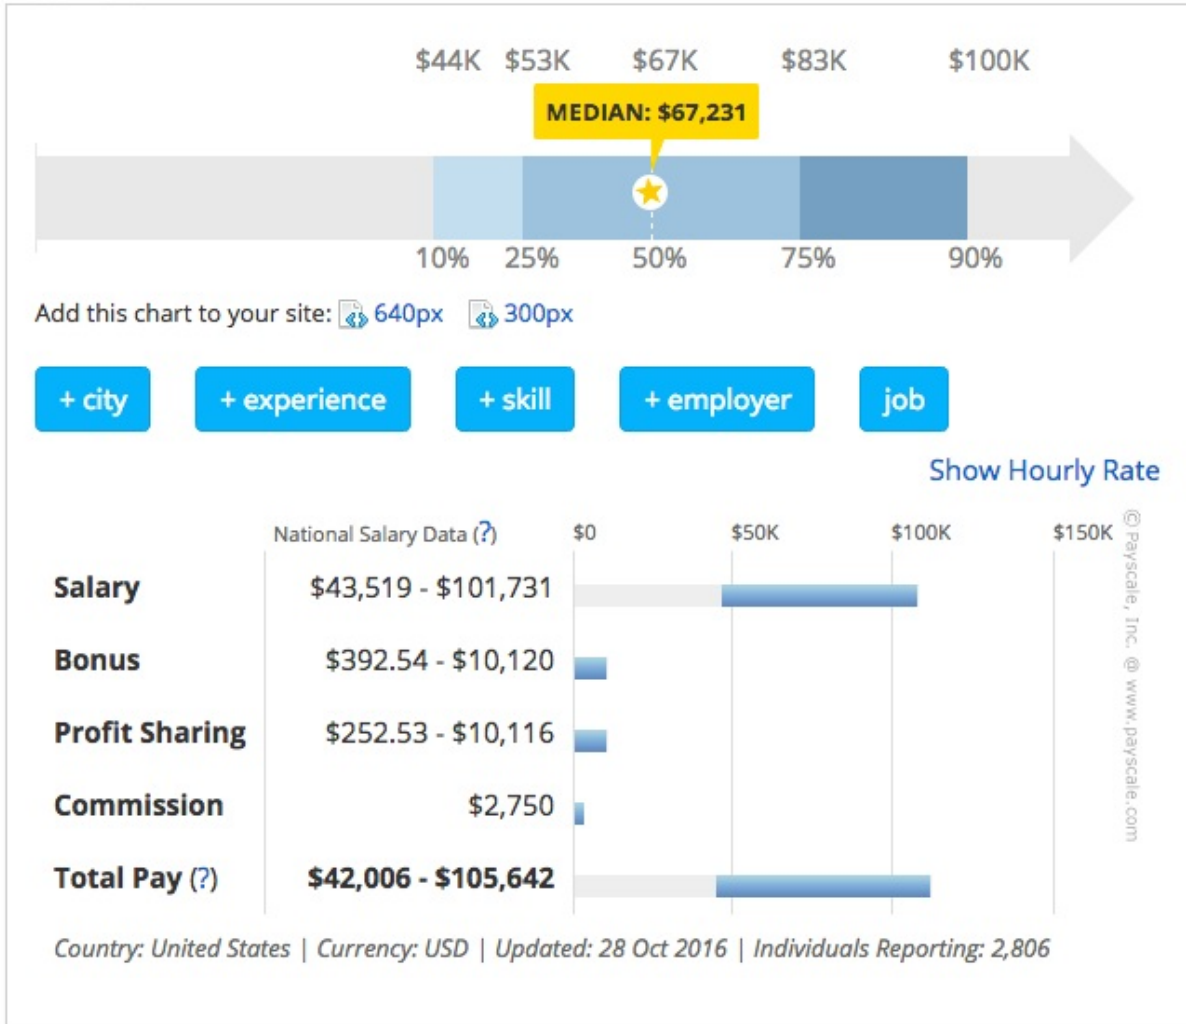 $44K $53K $67K $83K $100K
MEDIAN: $67,231
10% 25% 50% 75% 90%
Add this chart to your site: 640px 300px
+ city + experience + skill + employer job
Show Hourly Rate
National Salary Data (?) $0 $50K $100K $150K
Salary $43,519 - $101,731
Bonus $392.54 - $10,120
Profit Sharing $252.53 - $10,116
Commission $2,750
Total Pay (?) $42,006 - $105,642
Country: United States | Currency: USD | Updated: 28 Oct 2016 | Individuals Reporting: 2,806
© Payscale, Inc. @ www.payscale.com